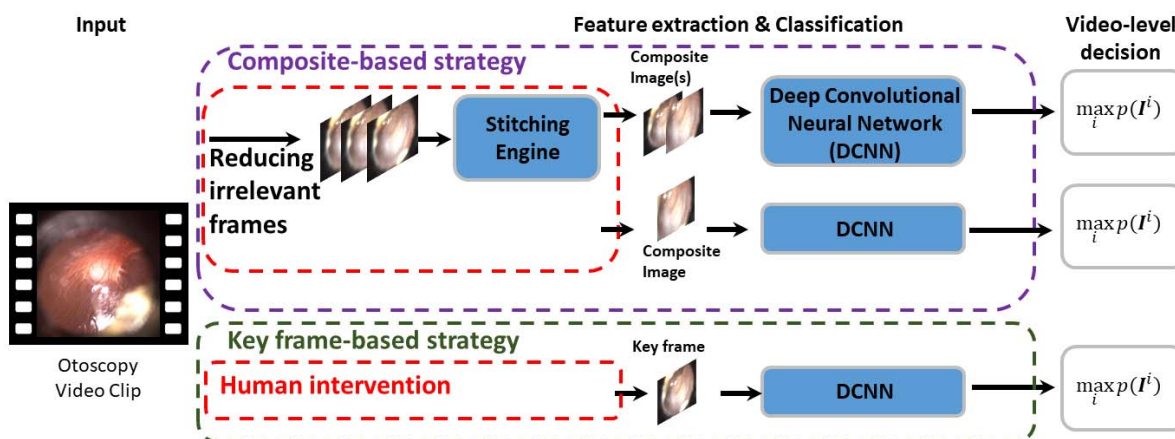 Input
Feature extraction & Classification
Video-level
decision
Composite-based strategy
Composite
Image(s)
Reducing
irrelevant
frames
Stitching
Engine
Deep Convolutional
Neural Network
(DCNN)
max p(I^i)
i
Composite
Image
DCNN
max p(I^i)
i
Otoscopy
Video Clip
Key frame-based strategy
Human intervention
Key frame
DCNN
max p(I^i)
i